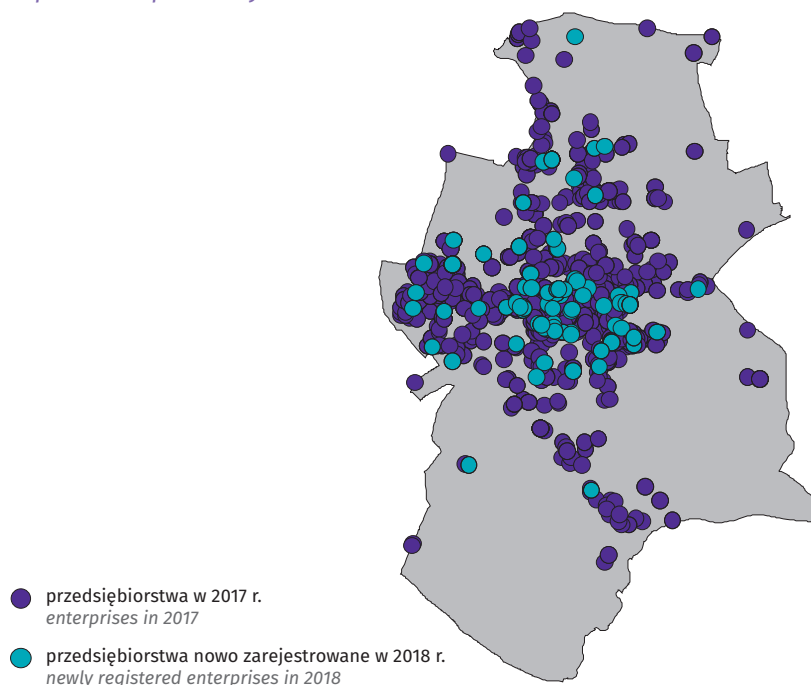 przedsiębiorstwa w 2017 r.
enterprises in 2017
przedsiębiorstwa nowo zarejestrowane w 2018 r.
newly registered enterprises in 2018